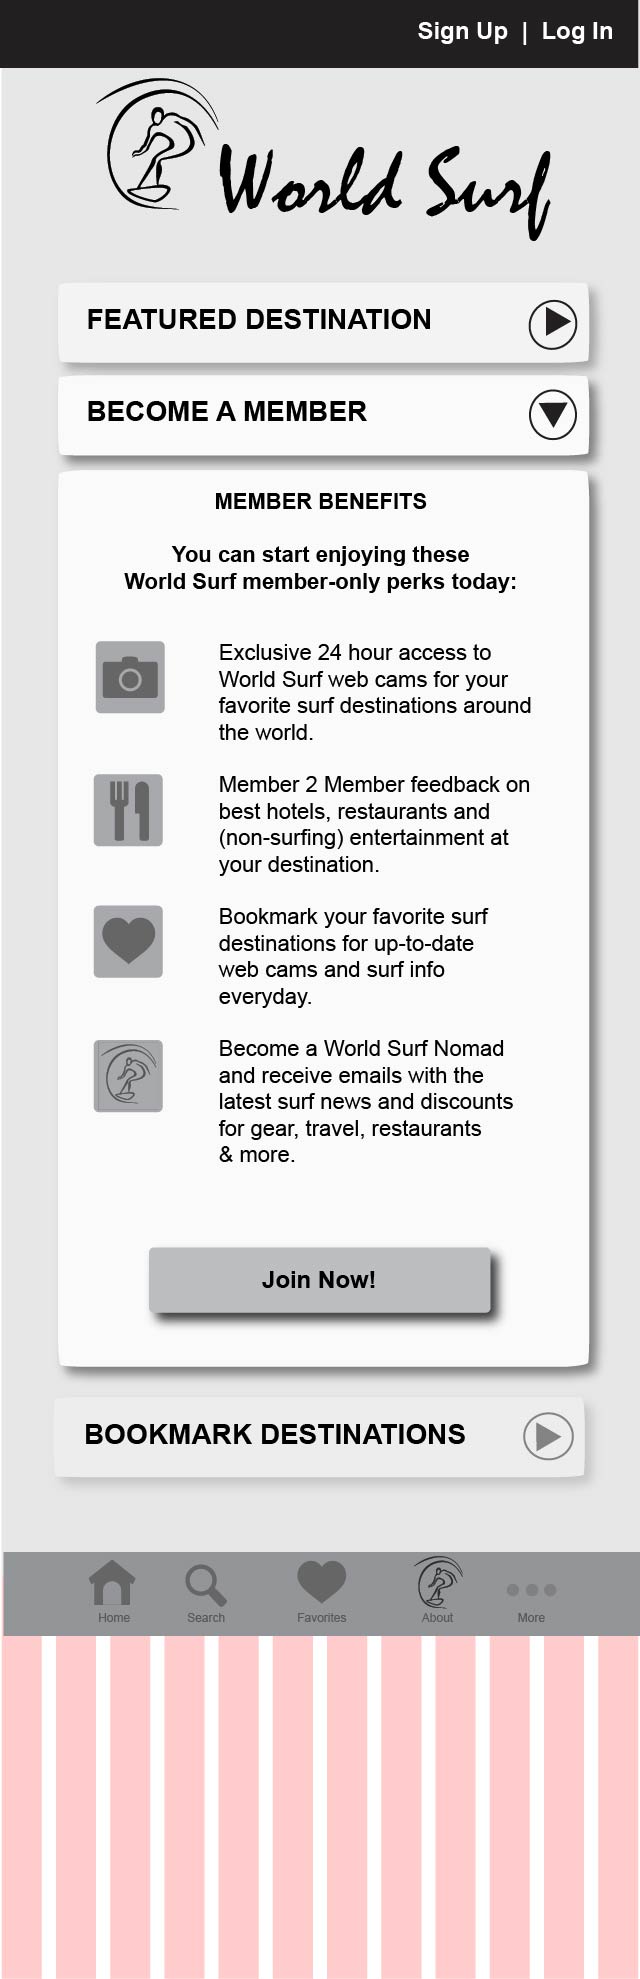 Sign Up | Log In
World Surf
FEATURED DESTINATION
BECOME A MEMBER
MEMBER BENEFITS
You can start enjoying these
World Surf member-only perks today:
Exclusive 24 hour access to
World Surf web cams for your
favorite surf destinations around
the world.
Member 2 Member feedback on
best hotels, restaurants and
(non-surfing) entertainment at
your destination.
Bookmark your favorite surf
destinations for up-to-date
web cams and surf info
everyday.
Become a World Surf Nomad
and receive emails with the
latest surf news and discounts
for gear, travel, restaurants
& more.
Join Now!
BOOKMARK DESTINATIONS
Home Search Favorites About More